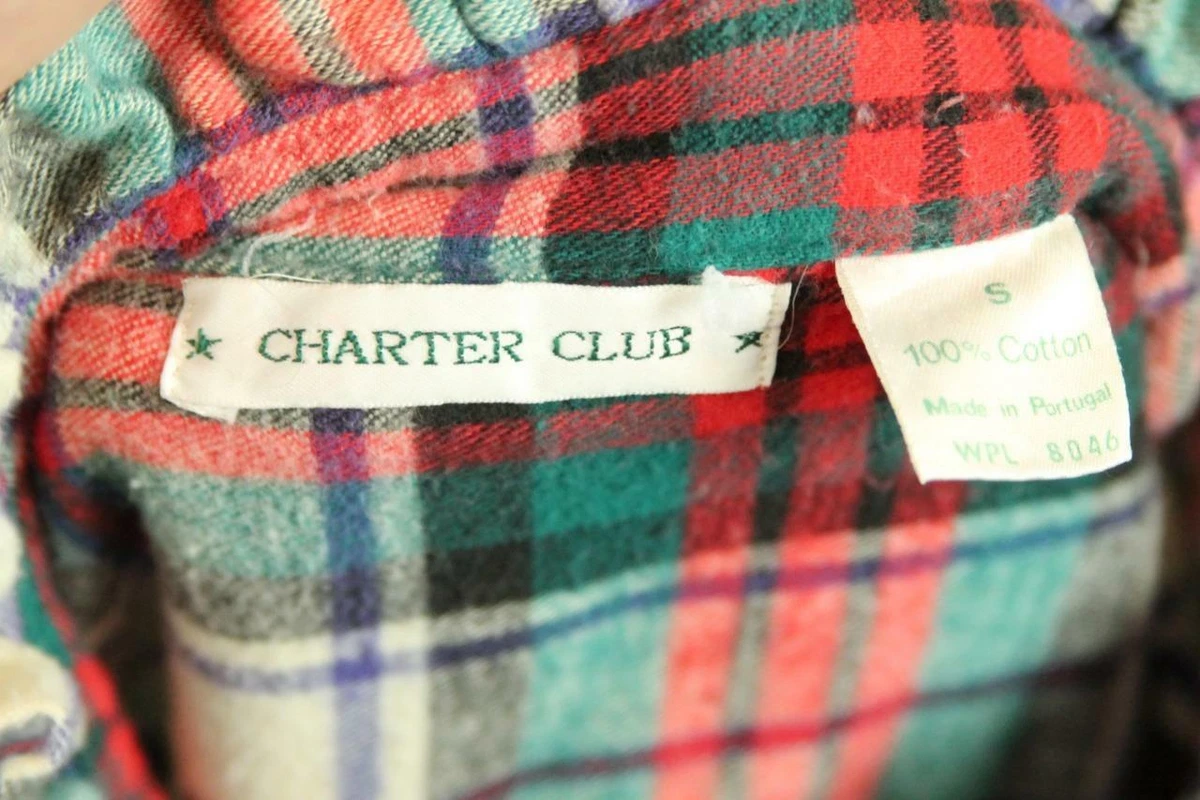 ★ CHARTER CLUB ★
S
100% Cotton
Made in Portugal
WPL 8046